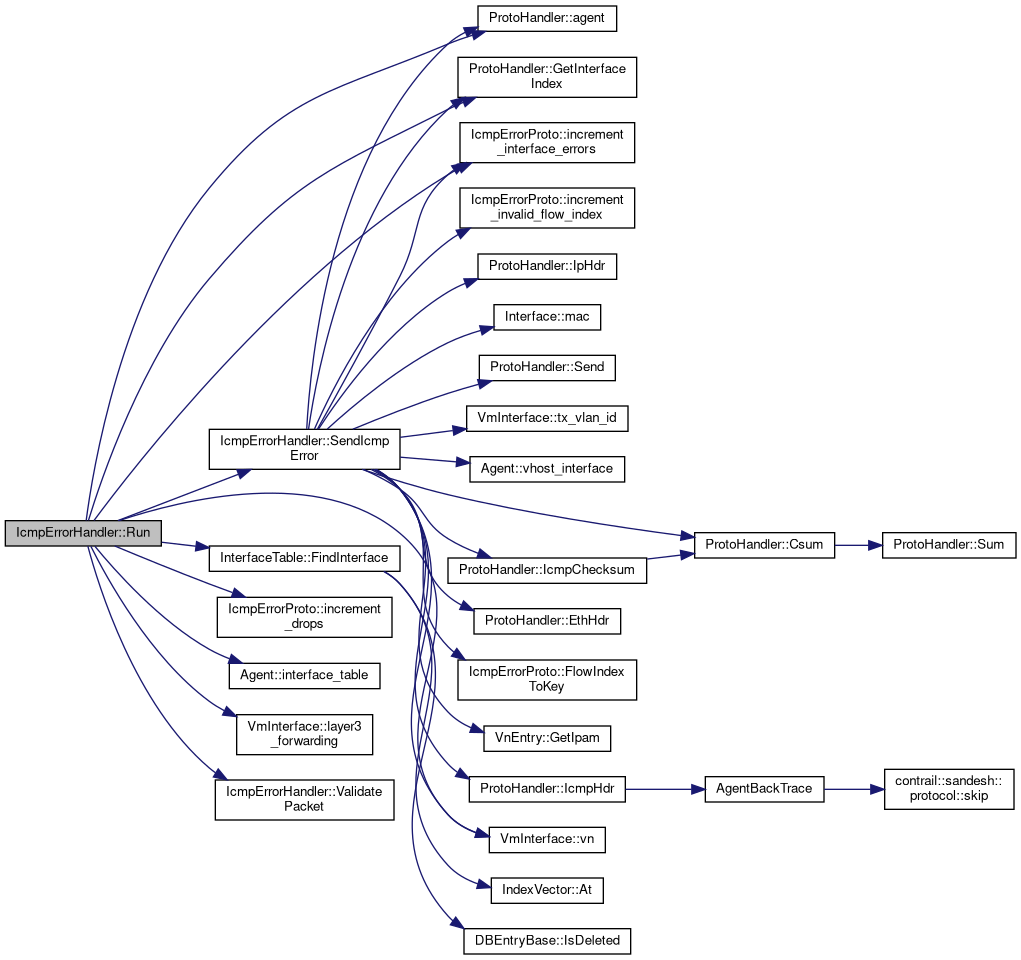 ProtoHandler::agent
ProtoHandler::GetInterface
Index
IcmpErrorProto::increment
_interface_errors
IcmpErrorProto::increment
_invalid_flow_index
ProtoHandler::IpHdr
Interface::mac
ProtoHandler::Send
VmInterface::tx_vlan_id
IcmpErrorHandler::SendIcmp
Error
Agent::vhost_interface
IcmpErrorHandler::Run
ProtoHandler::Csum
ProtoHandler::Sum
InterfaceTable::FindInterface
ProtoHandler::IcmpChecksum
IcmpErrorProto::increment
_drops
ProtoHandler::EthHdr
Agent::interface_table
IcmpErrorProto::FlowIndex
ToKey
VmInterface::layer3
_forwarding
VnEntry::GetIpam
IcmpErrorHandler::Validate
Packet
ProtoHandler::IcmpHdr
AgentBackTrace
contrail::sandesh::
protocol::skip
VmInterface::vn
IndexVector::At
DBEntryBase::IsDeleted